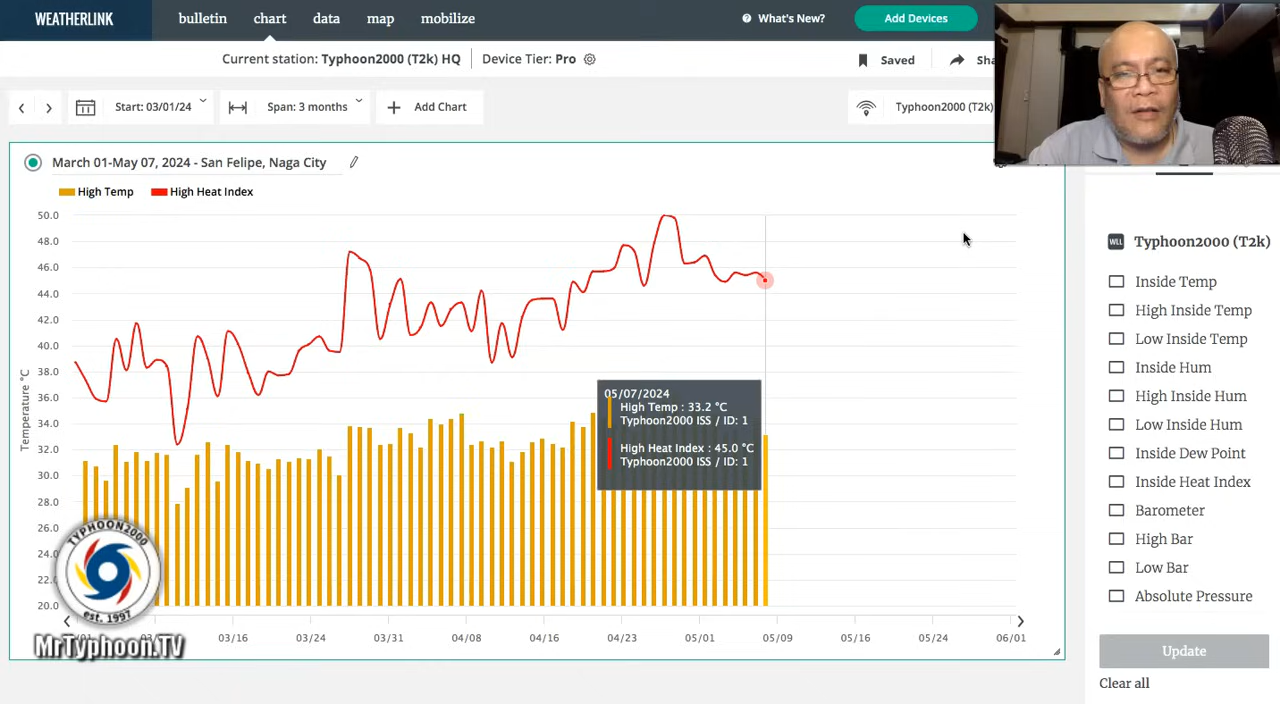 WEATHERLINK
bulletin chart data map mobilize
What's New?
Add Devices
Current station: Typhoon2000 (T2k) HQ
Device Tier: Pro
Saved
Sha
Start: 03/01/24
Span: 3 months
Add Chart
Typhoon2000 (T2k)
March 01-May 07, 2024 - San Felipe, Naga City
High Temp High Heat Index
50.0
48.0
46.0
44.0
42.0
40.0
38.0
36.0
34.0
32.0
30.0
28.0
26.0
24.0
22.0
20.0
Temperature °C
05/07/2024
High Temp : 33.2 °C
Typhoon2000 ISS / ID: 1
High Heat Index : 45.0 °C
Typhoon2000 ISS / ID: 1
03/16 03/24 03/31 04/08 04/16 04/23 05/01 05/09 05/16 05/24 06/01
TYPHOON2000
est. 1997
MrTyphoon.TV
WLL Typhoon2000 (T2k)
Inside Temp
High Inside Temp
Low Inside Temp
Inside Hum
High Inside Hum
Low Inside Hum
Inside Dew Point
Inside Heat Index
Barometer
High Bar
Low Bar
Absolute Pressure
Update
Clear all